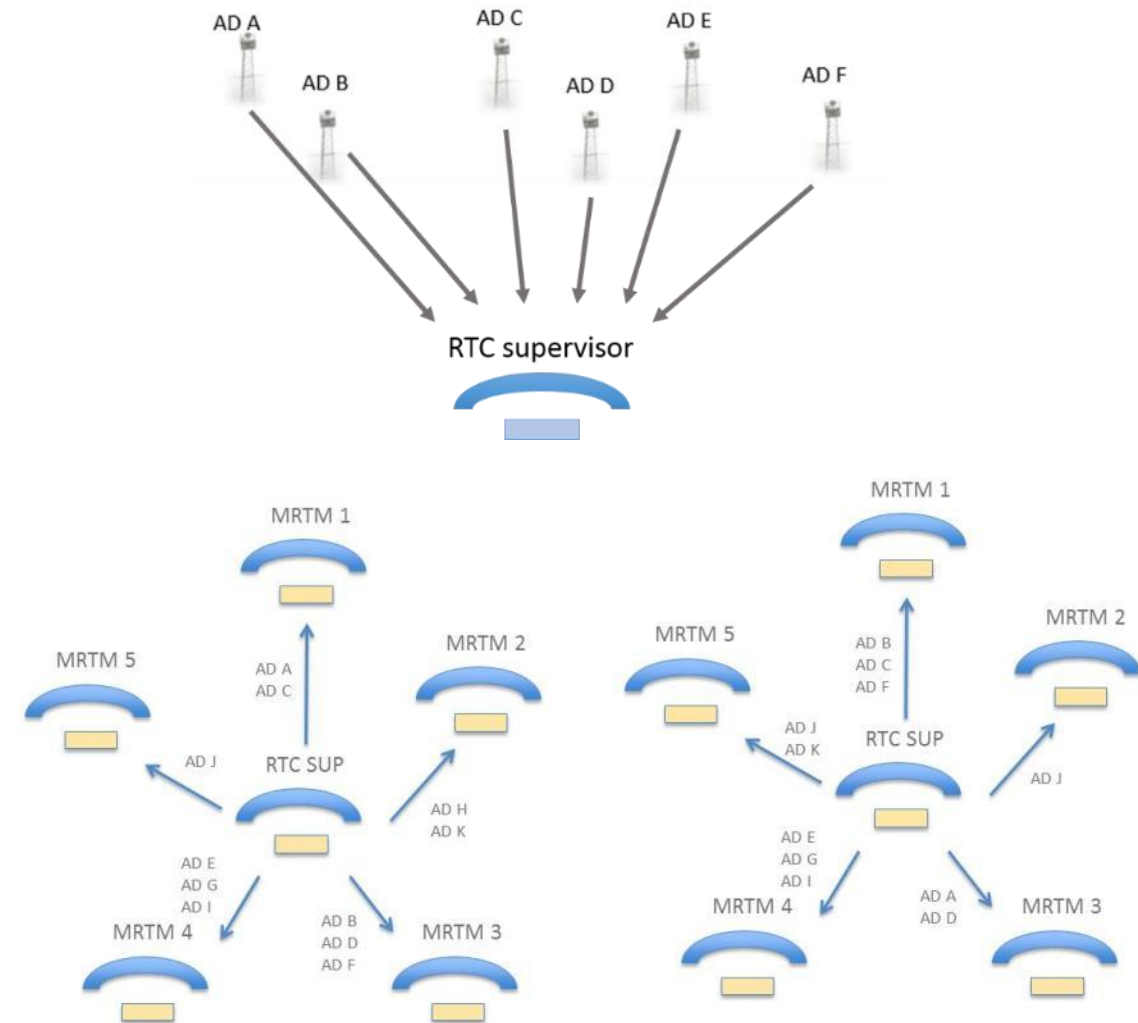 AD A
AD B
AD C
AD D
AD E
AD F
RTC supervisor
MRTM 1
MRTM 5
MRTM 2
AD A
AD C
AD J
RTC SUP
AD H
AD K
AD E
AD G
AD I
AD B
AD D
AD F
MRTM 4
MRTM 3
MRTM 1
MRTM 5
MRTM 2
AD B
AD C
AD F
AD J
AD K
RTC SUP
AD J
AD E
AD G
AD I
AD A
AD D
MRTM 4
MRTM 3